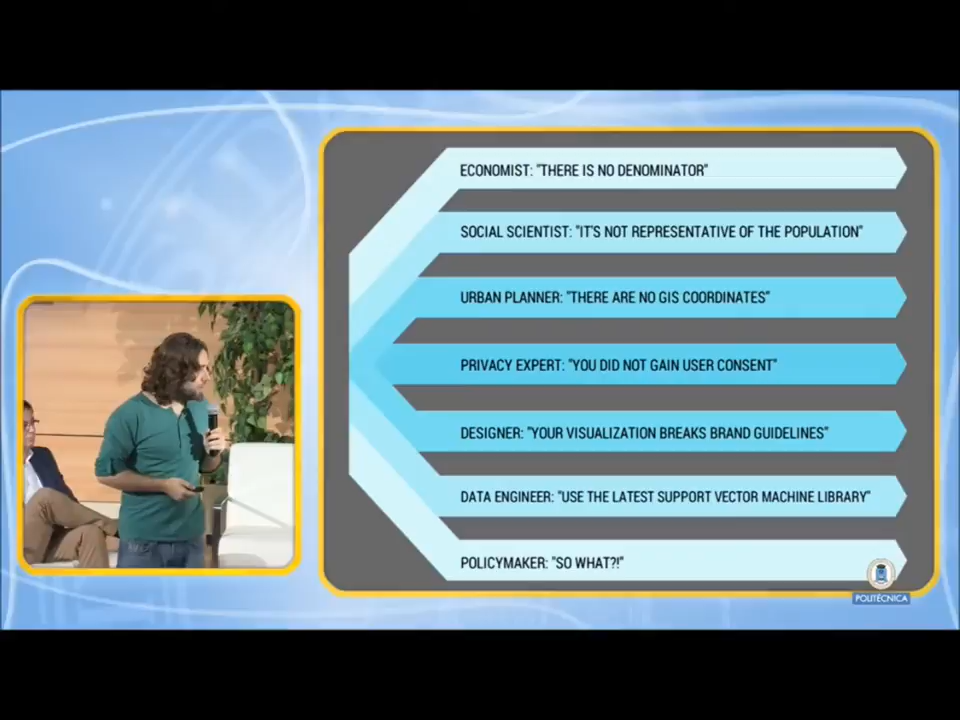 ECONOMIST: "THERE IS NO DENOMINATOR"
SOCIAL SCIENTIST: "IT'S NOT REPRESENTATIVE OF THE POPULATION"
URBAN PLANNER: "THERE ARE NO GIS COORDINATES"
PRIVACY EXPERT: "YOU DID NOT GAIN USER CONSENT"
DESIGNER: "YOUR VISUALIZATION BREAKS BRAND GUIDELINES"
DATA ENGINEER: "USE THE LATEST SUPPORT VECTOR MACHINE LIBRARY"
POLICYMAKER: "SO WHAT?!"
POLITÉCNICA